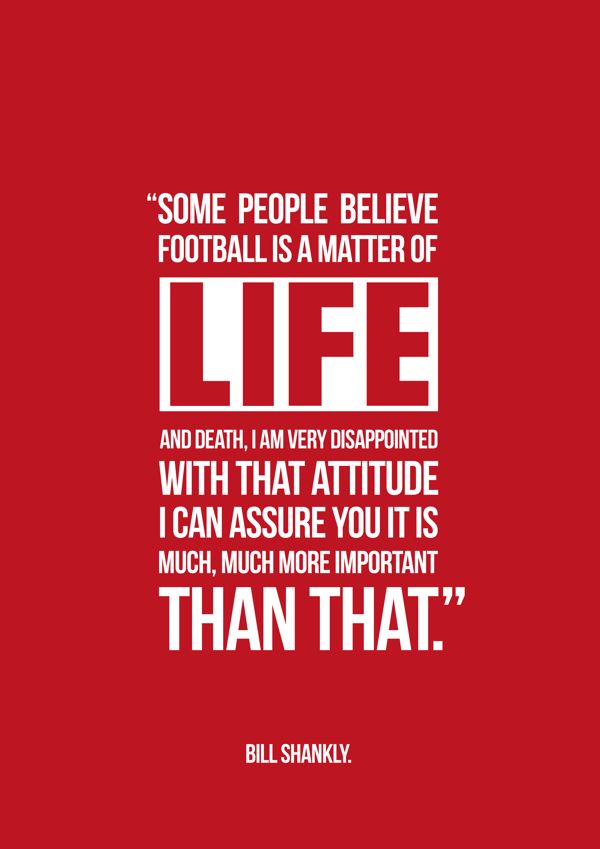 “SOME PEOPLE BELIEVE
FOOTBALL IS A MATTER OF
LIFE
AND DEATH, I AM VERY DISAPPOINTED
WITH THAT ATTITUDE
I CAN ASSURE YOU IT IS
MUCH, MUCH MORE IMPORTANT
THAN THAT.”
BILL SHANKLY.